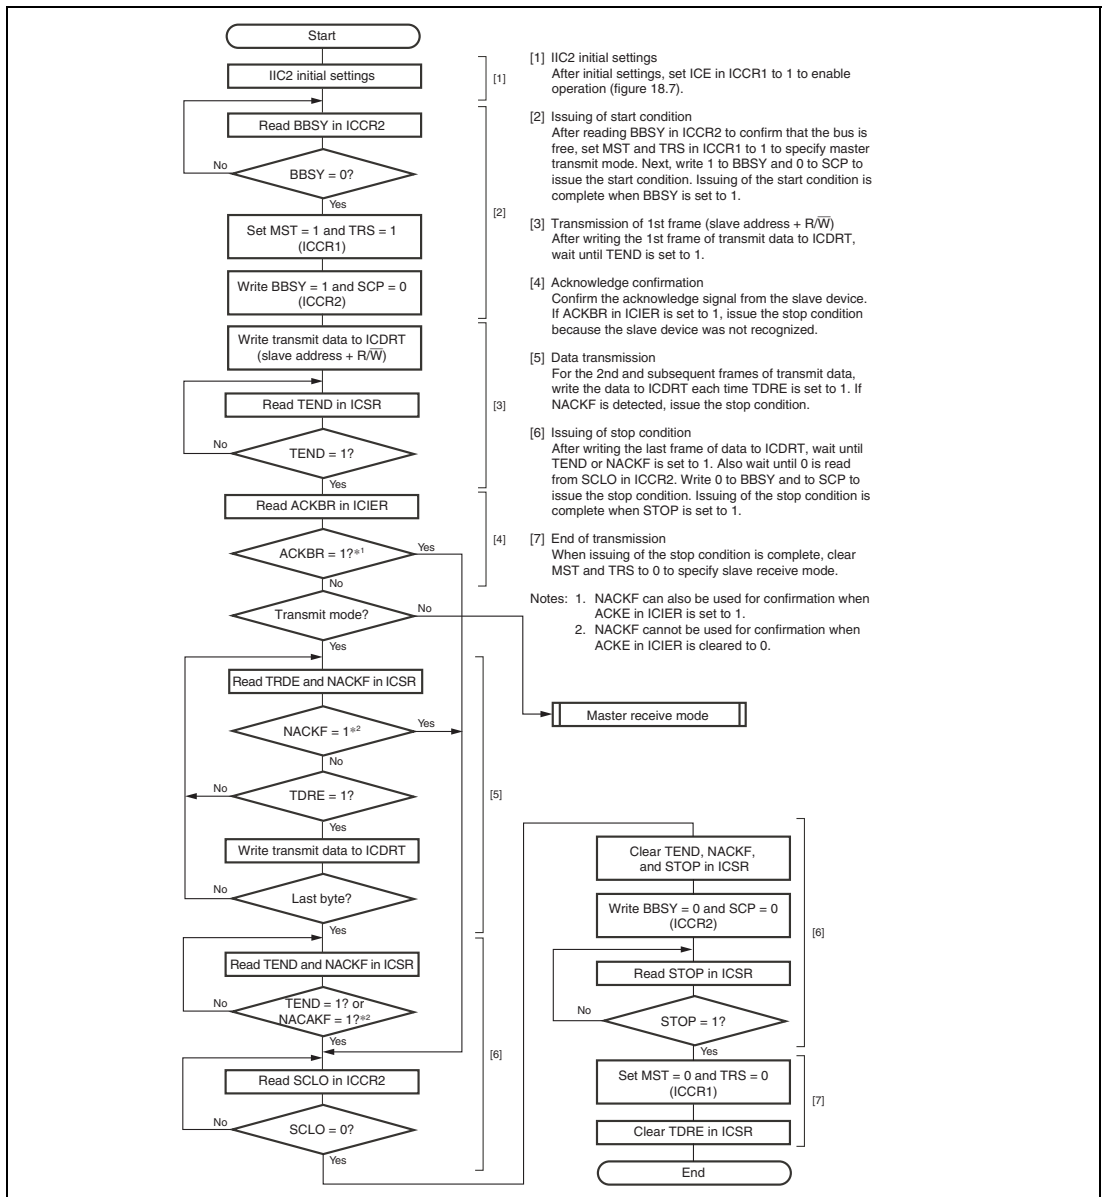 Start
IIC2 initial settings
[1]
Read BBSY in ICCR2
No
BBSY = 0?
Yes
[2]
Set MST = 1 and TRS = 1
(ICCR1)
Write BBSY = 1 and SCP = 0
(ICCR2)
Write transmit data to ICDRT
(slave address + R/W̅)
Read TEND in ICSR
[3]
No
TEND = 1?
Yes
Read ACKBR in ICIER
[4]
ACKBR = 1?*1
Yes
No
Transmit mode?
No
Yes
Read TRDE and NACKF in ICSR
NACKF = 1*2
Yes
No
No
TDRE = 1?
[5]
Yes
Write transmit data to ICDRT
No
Last byte?
Yes
Read TEND and NACKF in ICSR
No
TEND = 1? or
NACAKF = 1?*2
Yes
[6]
Read SCLO in ICCR2
No
SCLO = 0?
Yes
[1] IIC2 initial settings
After initial settings, set ICE in ICCR1 to 1 to enable
operation (figure 18.7).
[2] Issuing of start condition
After reading BBSY in ICCR2 to confirm that the bus is
free, set MST and TRS in ICCR1 to 1 to specify master
transmit mode. Next, write 1 to BBSY and 0 to SCP to
issue the start condition. Issuing of the start condition is
complete when BBSY is set to 1.
[3] Transmission of 1st frame (slave address + R/W̅)
After writing the 1st frame of transmit data to ICDRT,
wait until TEND is set to 1.
[4] Acknowledge confirmation
Confirm the acknowledge signal from the slave device.
If ACKBR in ICIER is set to 1, issue the stop condition
because the slave device was not recognized.
[5] Data transmission
For the 2nd and subsequent frames of transmit data,
write the data to ICDRT each time TDRE is set to 1. If
NACKF is detected, issue the stop condition.
[6] Issuing of stop condition
After writing the last frame of data to ICDRT, wait until
TEND or NACKF is set to 1. Also wait until 0 is read
from SCLO in ICCR2. Write 0 to BBSY and to SCP to
issue the stop condition. Issuing of the stop condition is
complete when STOP is set to 1.
[7] End of transmission
When issuing of the stop condition is complete, clear
MST and TRS to 0 to specify slave receive mode.
Notes: 1. NACKF can also be used for confirmation when
ACKE in ICIER is set to 1.
2. NACKF cannot be used for confirmation when
ACKE in ICIER is cleared to 0.
Master receive mode
Clear TEND, NACKF,
and STOP in ICSR
Write BBSY = 0 and SCP = 0
(ICCR2)
[6]
Read STOP in ICSR
No
STOP = 1?
Yes
Set MST = 0 and TRS = 0
(ICCR1)
[7]
Clear TDRE in ICSR
End